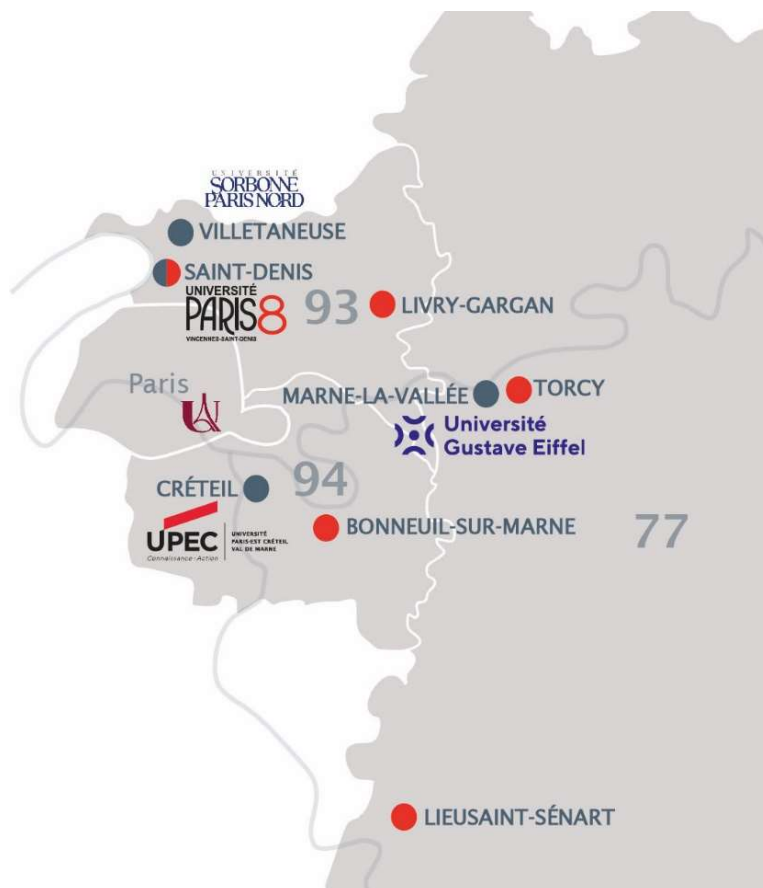 UNIVERSITÉ
SORBONNE
PARIS NORD
VILLETANEUSE
SAINT-DENIS
UNIVERSITÉ
PARIS8
VINCENNES-SAINT-DENIS
93
LIVRY-GARGAN
Paris
MARNE-LA-VALLÉE
TORCY
Université
Gustave Eiffel
CRÉTEIL
94
UPEC
Connaissance - Action
UNIVERSITÉ
PARIS-EST CRÉTEIL
VAL DE MARNE
BONNEUIL-SUR-MARNE
77
LIEUSAINT-SÉNART